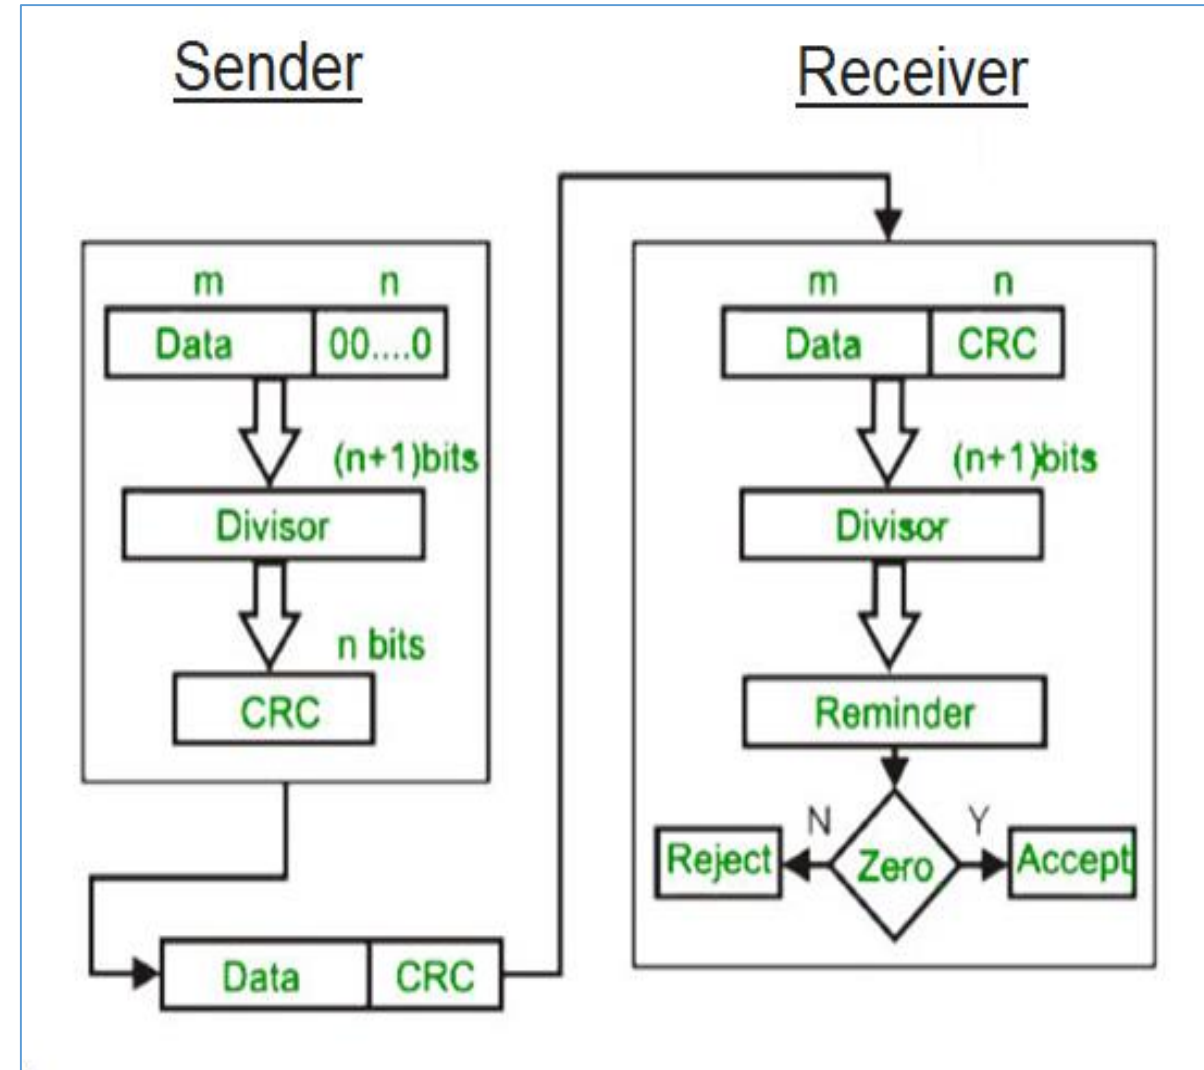 Sender
m n
Data 00....0
(n+1)bits
Divisor
n bits
CRC
Data CRC
Receiver
m n
Data CRC
(n+1)bits
Divisor
Reminder
N Y
Reject Zero Accept